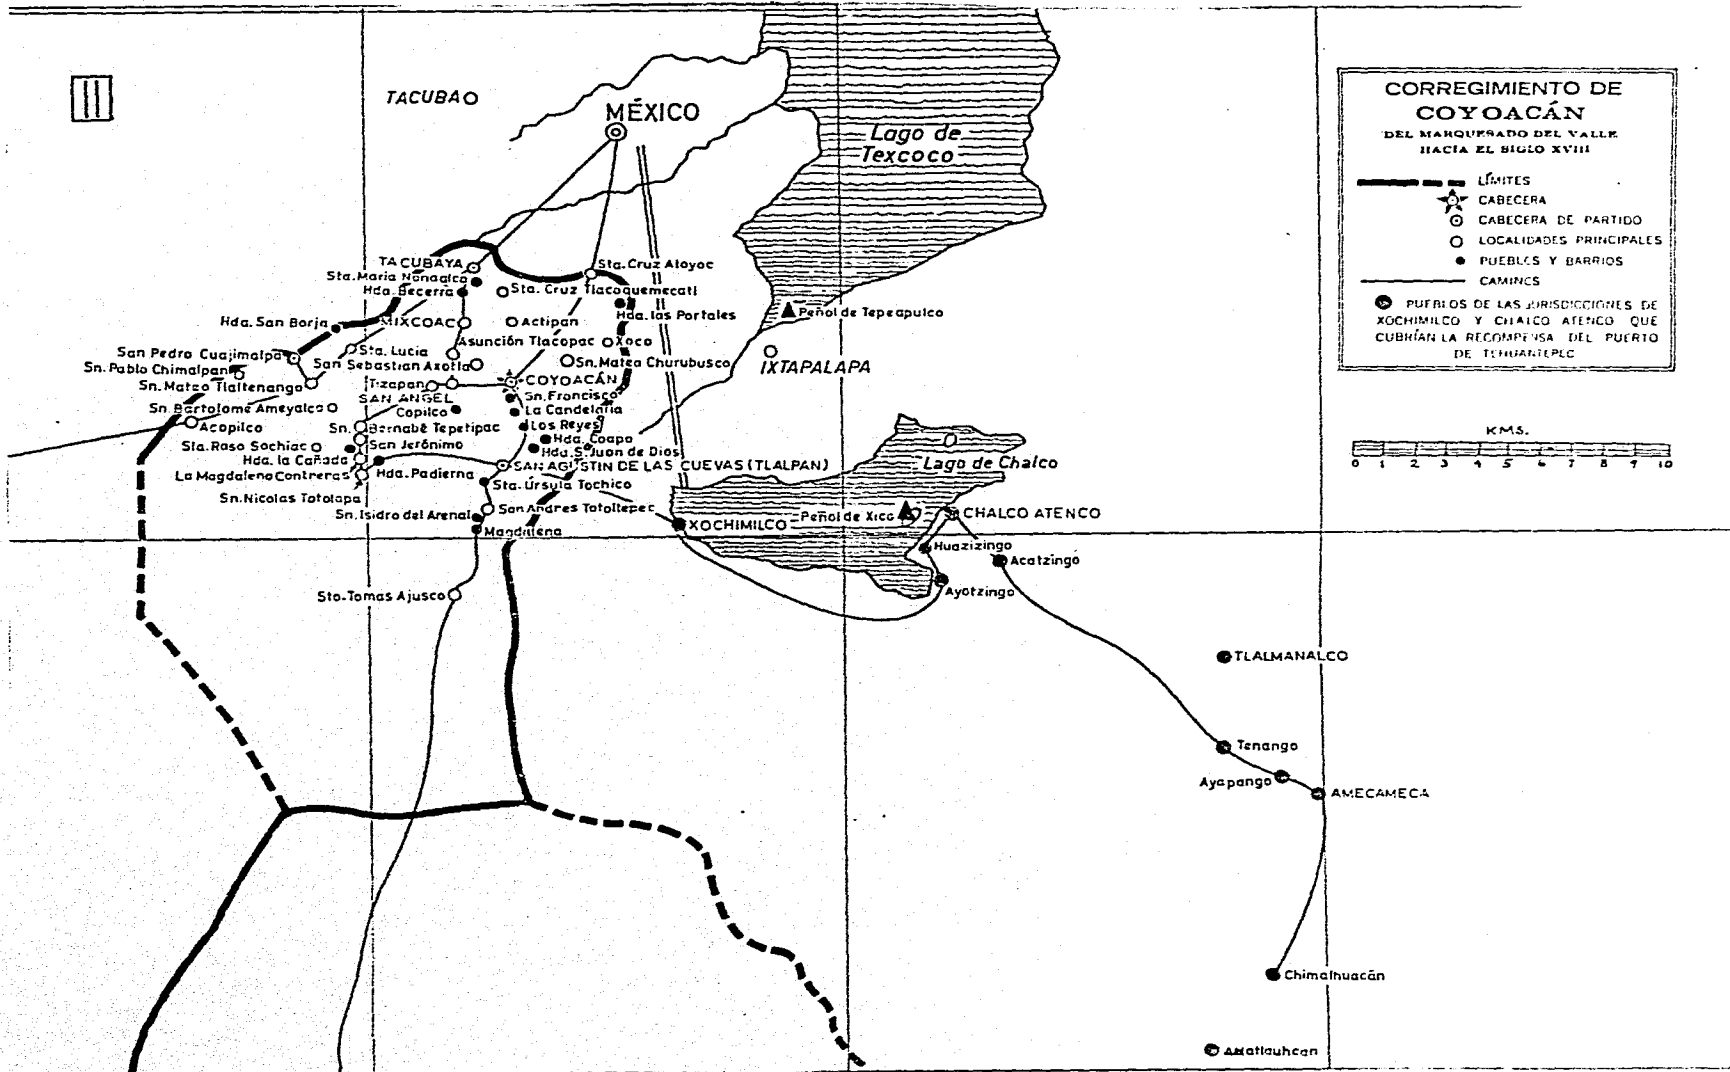 III
TACUBA
MÉXICO
Lago de
Texcoco
CORREGIMIENTO DE
COYOACÁN
DEL MARQUESADO DEL VALLE
HACIA EL SIGLO XVIII
LÍMITES
CABECERA
CABECERA DE PARTIDO
LOCALIDADES PRINCIPALES
PUEBLOS Y BARRIOS
CAMINOS
PUEBLOS DE LAS JURISDICCIONES DE
XOCHIMILCO Y CHALCO ATENCO QUE
CUBRÍAN LA RECOMPENSA DEL PUERTO
DE TEHUANTEPEC
KMS.
0 1 2 3 4 5 6 7 8 9 10
TACUBAYA
Sta. Cruz Atoyoc
Sta. Maria Nonoalco
Hda. Becerra
Sta. Cruz Tlacoquemecatl
Hda. las Portales
Peñol de Tepeapulco
Hda. San Borja
MIXCOAC
Actipan
Asunción Tlacopac
Xoco
San Pedro Cuajimalpa
Sta. Lucia
San Sebastian Axotla
Sn. Mateo Churubusco
IXTAPALAPA
Sn. Pablo Chimalpan
Sn. Mateo Tlaltenango
Tizapan
COYOACÁN
SAN ANGEL
Sn. Francisco
Sn. Bartolome Ameyalco
Copilco
La Candelaria
Acopilco
Sn. Bernabé Tepetipac
Los Reyes
Sta. Rosa Sochiac
San Jerónimo
Hda. Coapa
Hda. S. Juan de Dios
Hda. la Cañada
Lago de Chalco
SAN AGUSTIN DE LAS CUEVAS (TLALPAN)
La Magdalena Contreras
Hda. Padierna
Sta. Úrsula Tochico
Sn. Nicolas Totolapa
San Andres Totoltepec
Sn. Isidro del Arenal
Magdalena
XOCHIMILCO
Peñol de Xico
CHALCO ATENCO
Huazizingo
Acatzingo
Ayotzingo
Sto. Tomas Ajusco
TLALMANALCO
Tenango
Ayapango
AMECAMECA
Chimalhuacán
Amatlauhcan